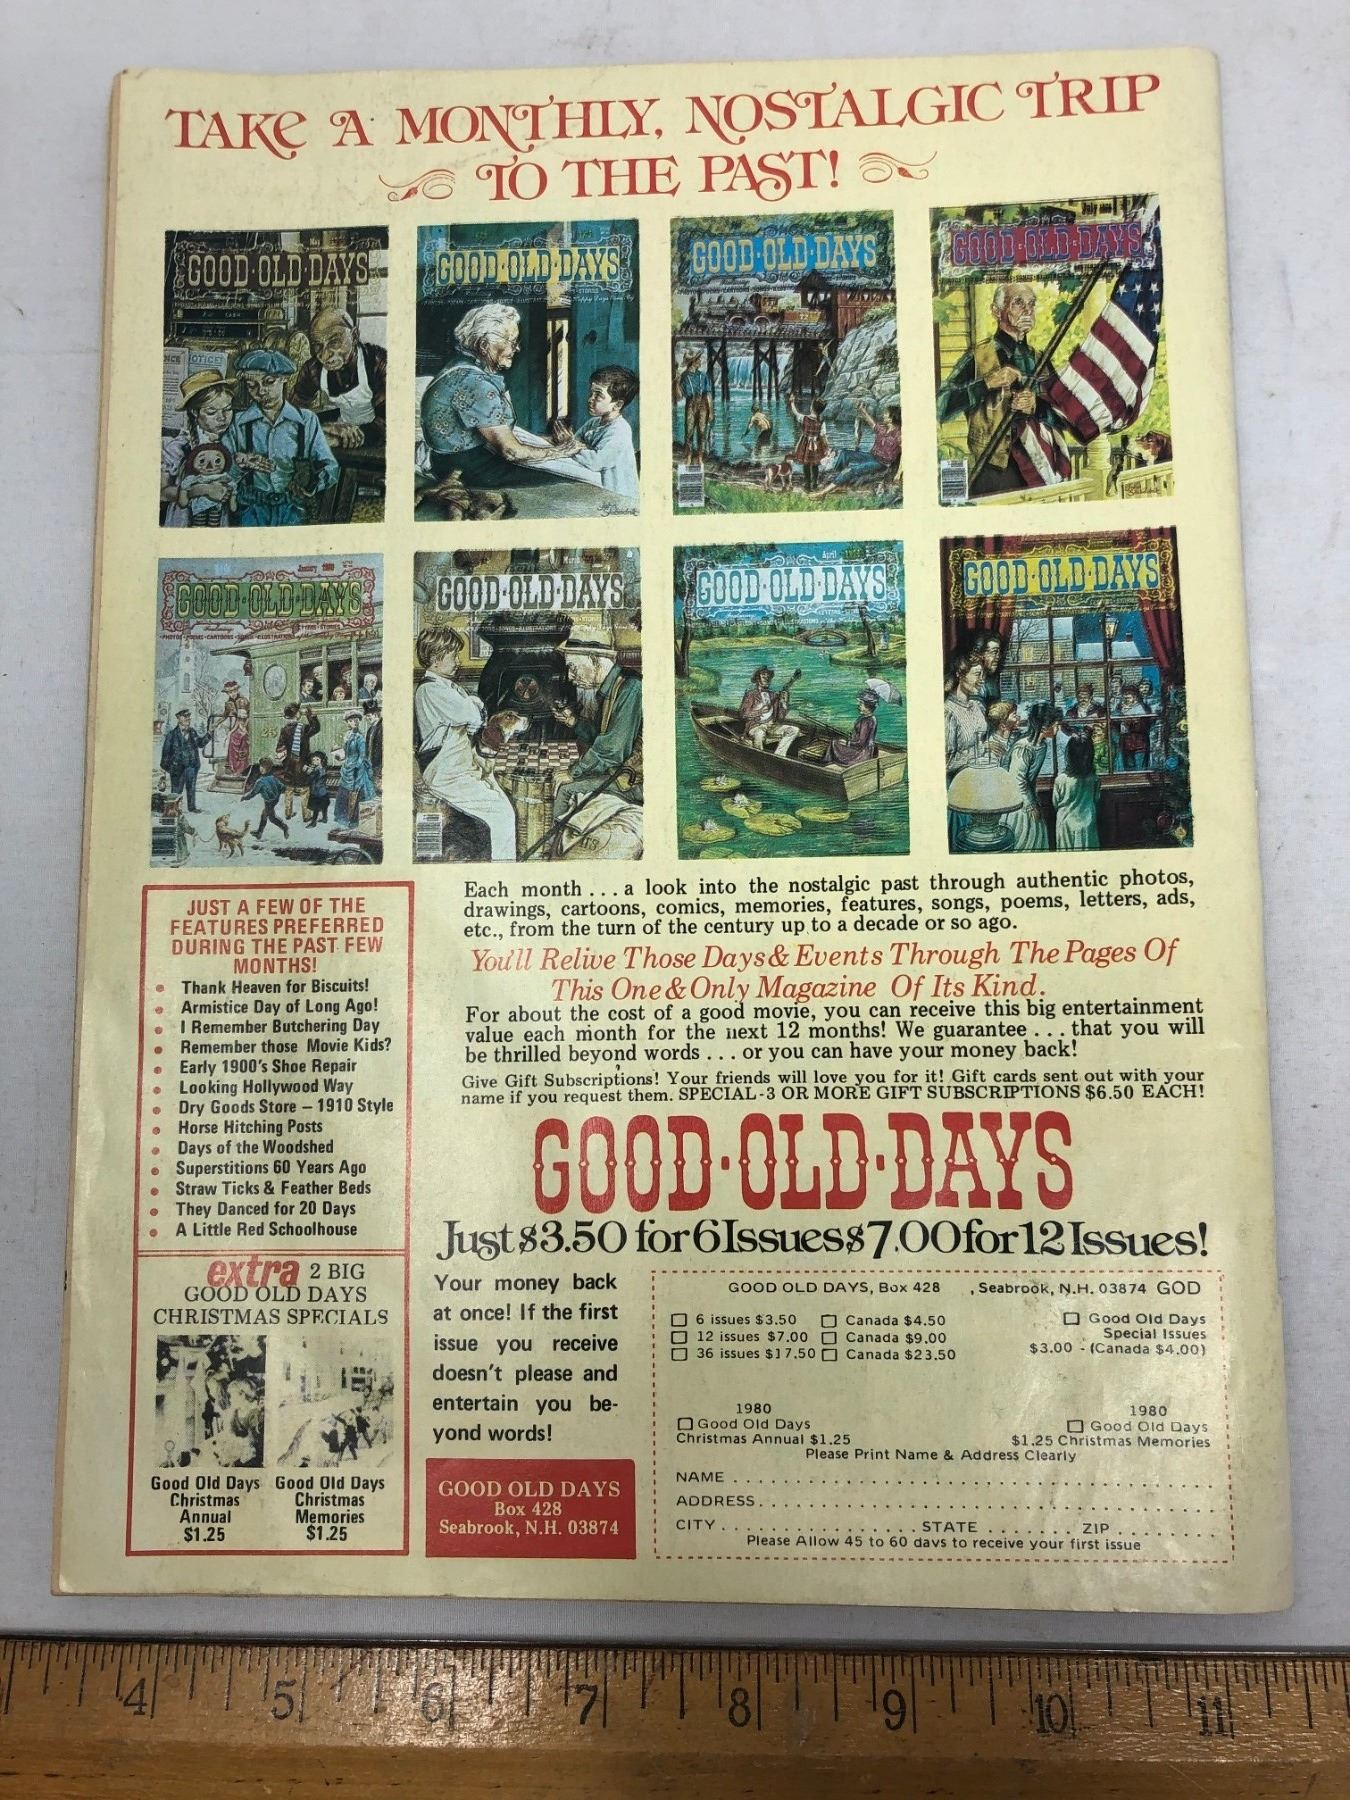 TAKE A MONTHLY, NOSTALGIC TRIP
TO THE PAST!
GOOD·OLD·DAYS
GOOD·OLD·DAYS
GOOD·OLD·DAYS
GOOD·OLD·DAYS
NOTICE!
GOOD·OLD·DAYS
GOOD·OLD·DAYS
GOOD·OLD·DAYS
GOOD·OLD·DAYS
January
April
25
JUST A FEW OF THE
FEATURES PREFERRED
DURING THE PAST FEW
MONTHS!
• Thank Heaven for Biscuits!
• Armistice Day of Long Ago!
• I Remember Butchering Day
• Remember those Movie Kids?
• Early 1900's Shoe Repair
• Looking Hollywood Way
• Dry Goods Store – 1910 Style
• Horse Hitching Posts
• Days of the Woodshed
• Superstitions 60 Years Ago
• Straw Ticks & Feather Beds
• They Danced for 20 Days
• A Little Red Schoolhouse
extra 2 BIG
GOOD OLD DAYS
CHRISTMAS SPECIALS
Good Old Days
Christmas
Annual
$1.25
Good Old Days
Christmas
Memories
$1.25
Each month . . . a look into the nostalgic past through authentic photos,
drawings, cartoons, comics, memories, features, songs, poems, letters, ads,
etc., from the turn of the century up to a decade or so ago.
You'll Relive Those Days & Events Through The Pages Of
This One & Only Magazine Of Its Kind.
For about the cost of a good movie, you can receive this big entertainment
value each month for the next 12 months! We guarantee . . . that you will
be thrilled beyond words . . . or you can have your money back!
Give Gift Subscriptions! Your friends will love you for it! Gift cards sent out with your
name if you request them. SPECIAL-3 OR MORE GIFT SUBSCRIPTIONS $6.50 EACH!
GOOD·OLD·DAYS
Just $3.50 for 6 Issues $7.00 for 12 Issues!
Your money back
at once! If the first
issue you receive
doesn't please and
entertain you be-
yond words!
GOOD OLD DAYS
Box 428
Seabrook, N.H. 03874
GOOD OLD DAYS, Box 428 , Seabrook, N.H. 03874 GOD
6 issues $3.50 Canada $4.50
12 issues $7.00 Canada $9.00
36 issues $17.50 Canada $23.50
Good Old Days
Special Issues
$3.00 - (Canada $4.00)
1980
Good Old Days
Christmas Annual $1.25
1980
Good Old Days
$1.25 Christmas Memories
Please Print Name & Address Clearly
NAME
ADDRESS
CITY STATE ZIP
Please Allow 45 to 60 days to receive your first issue
4 5 6 7 8 9 10 11